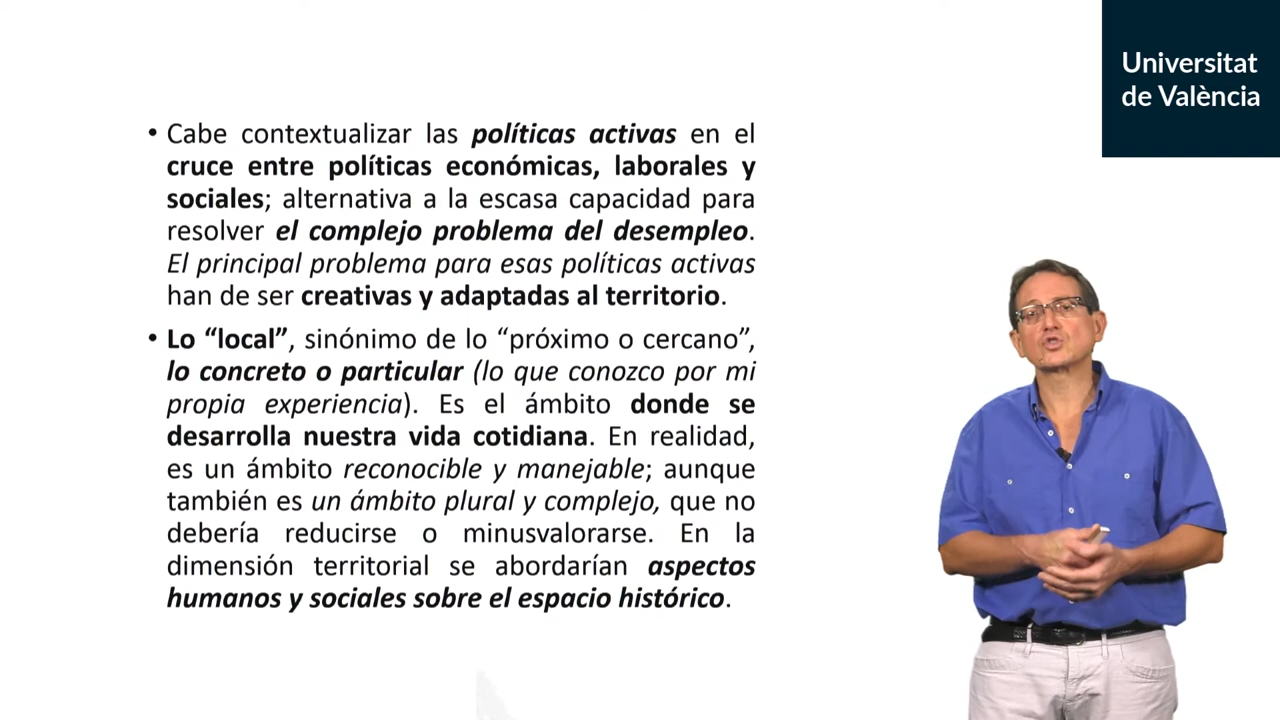 Universitat
de València
• Cabe contextualizar las políticas activas en el
cruce entre políticas económicas, laborales y
sociales; alternativa a la escasa capacidad para
resolver el complejo problema del desempleo.
El principal problema para esas políticas activas
han de ser creativas y adaptadas al territorio.
• Lo “local”, sinónimo de lo “próximo o cercano”,
lo concreto o particular (lo que conozco por mi
propia experiencia). Es el ámbito donde se
desarrolla nuestra vida cotidiana. En realidad,
es un ámbito reconocible y manejable; aunque
también es un ámbito plural y complejo, que no
debería reducirse o minusvalorarse. En la
dimensión territorial se abordarían aspectos
humanos y sociales sobre el espacio histórico.